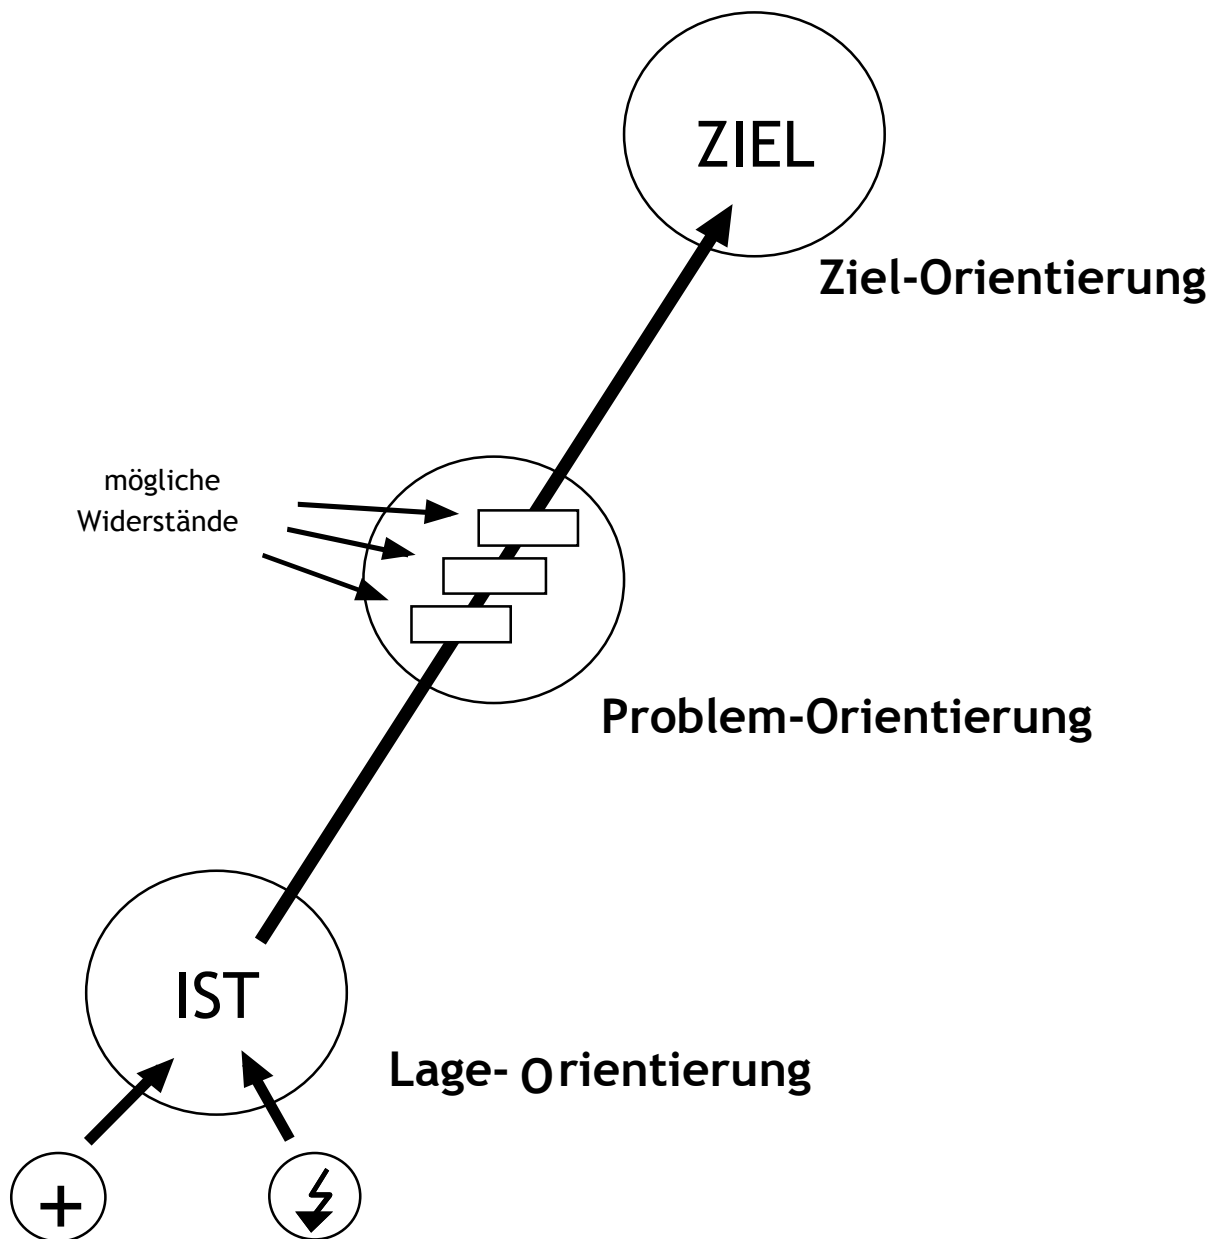 ZIEL
Ziel-Orientierung
mögliche
Widerstände
Problem-Orientierung
IST
Lage- Orientierung
+